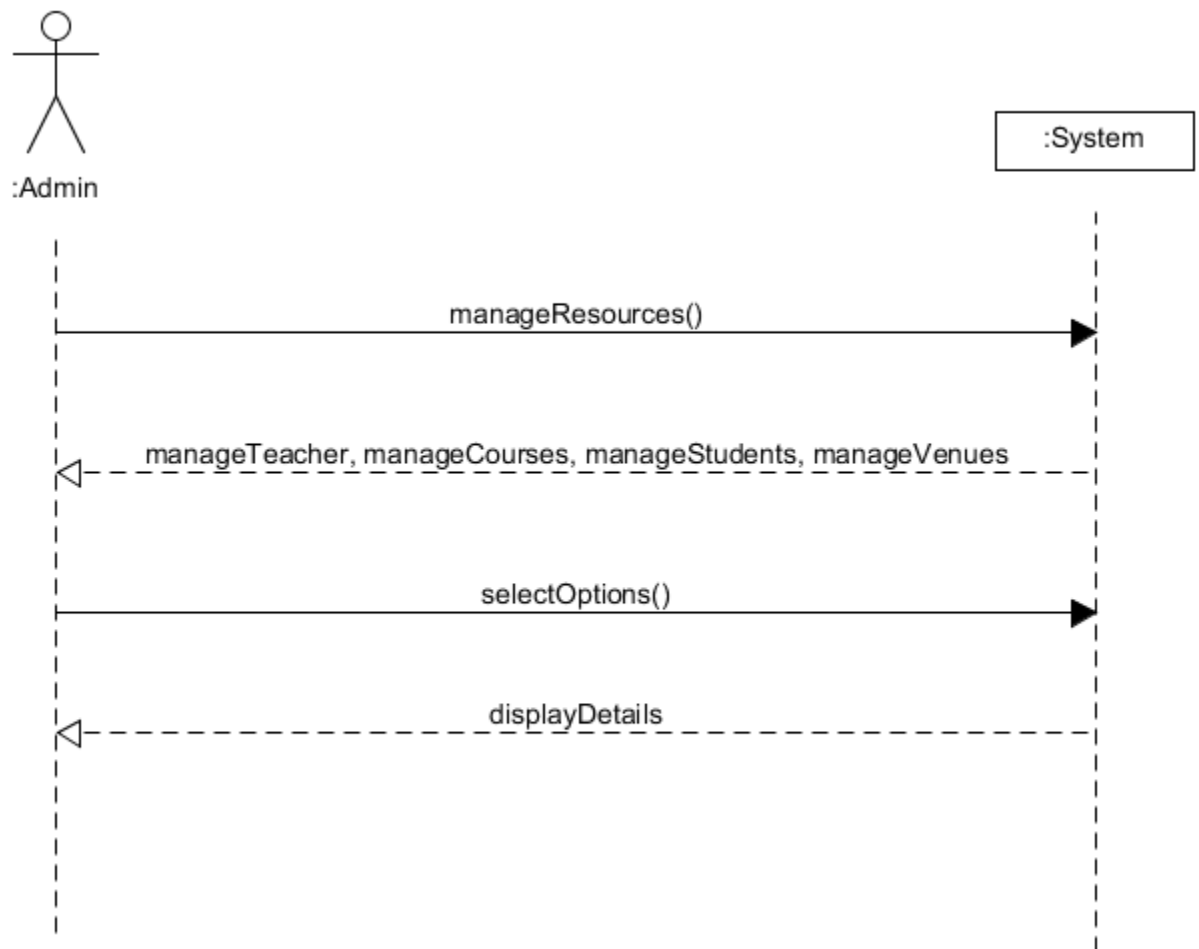 :System
:Admin
manageResources()
manageTeacher, manageCourses, manageStudents, manageVenues
selectOptions()
displayDetails